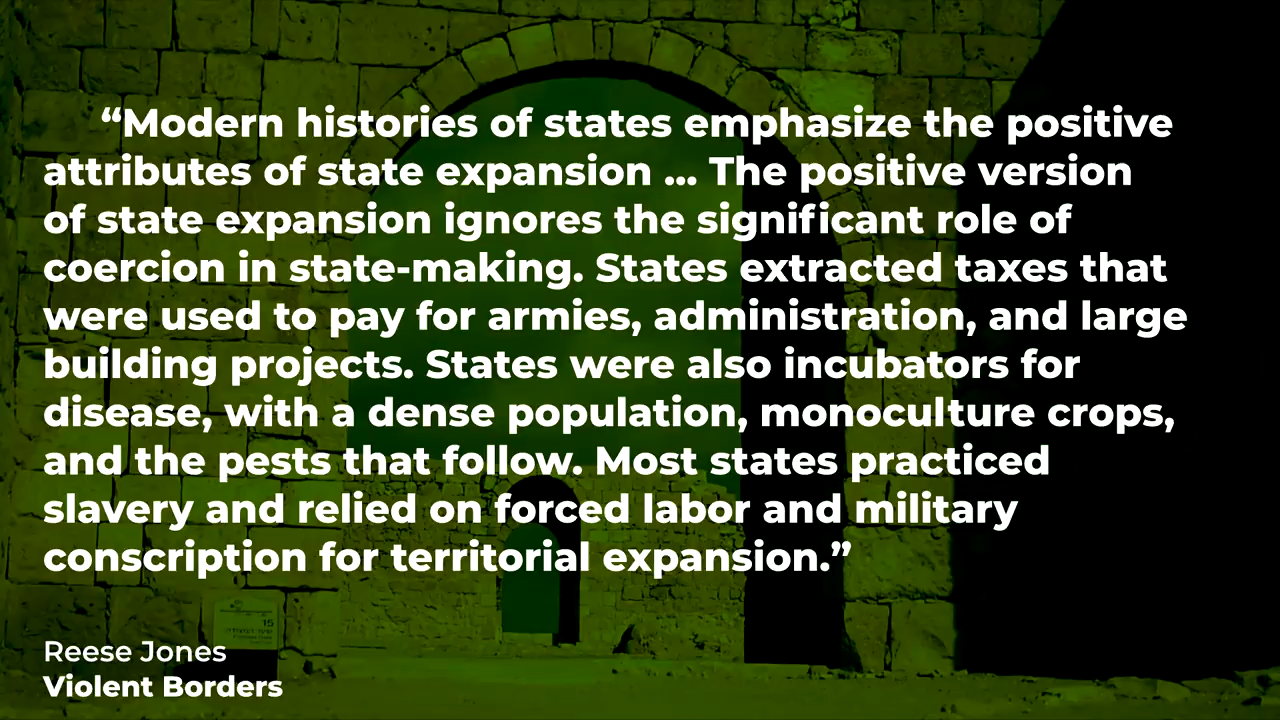 “Modern histories of states emphasize the positive
attributes of state expansion ... The positive version
of state expansion ignores the significant role of
coercion in state-making. States extracted taxes that
were used to pay for armies, administration, and large
building projects. States were also incubators for
disease, with a dense population, monoculture crops,
and the pests that follow. Most states practiced
slavery and relied on forced labor and military
conscription for territorial expansion.”
15
Reese Jones
Violent Borders